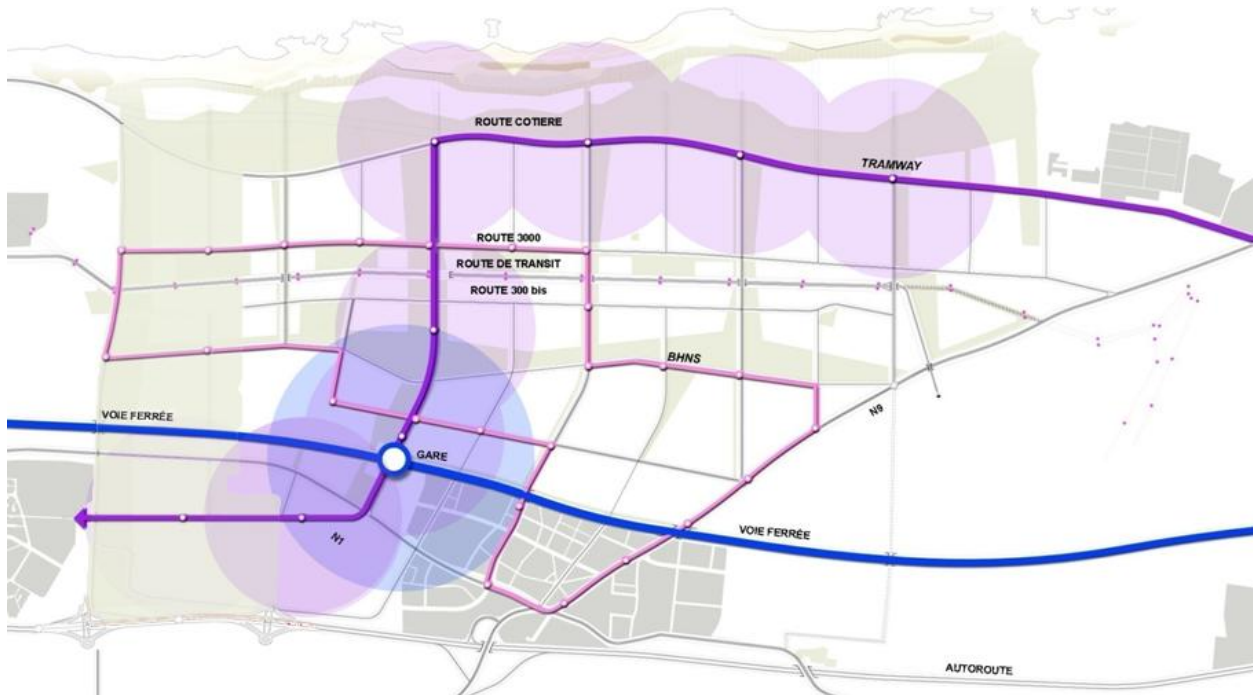 ROUTE COTIERE
TRAMWAY
ROUTE 3000
ROUTE DE TRANSIT
ROUTE 300 bis
BHNS
N9
VOIE FERRÉE
GARE
N1
VOIE FERRÉE
AUTOROUTE